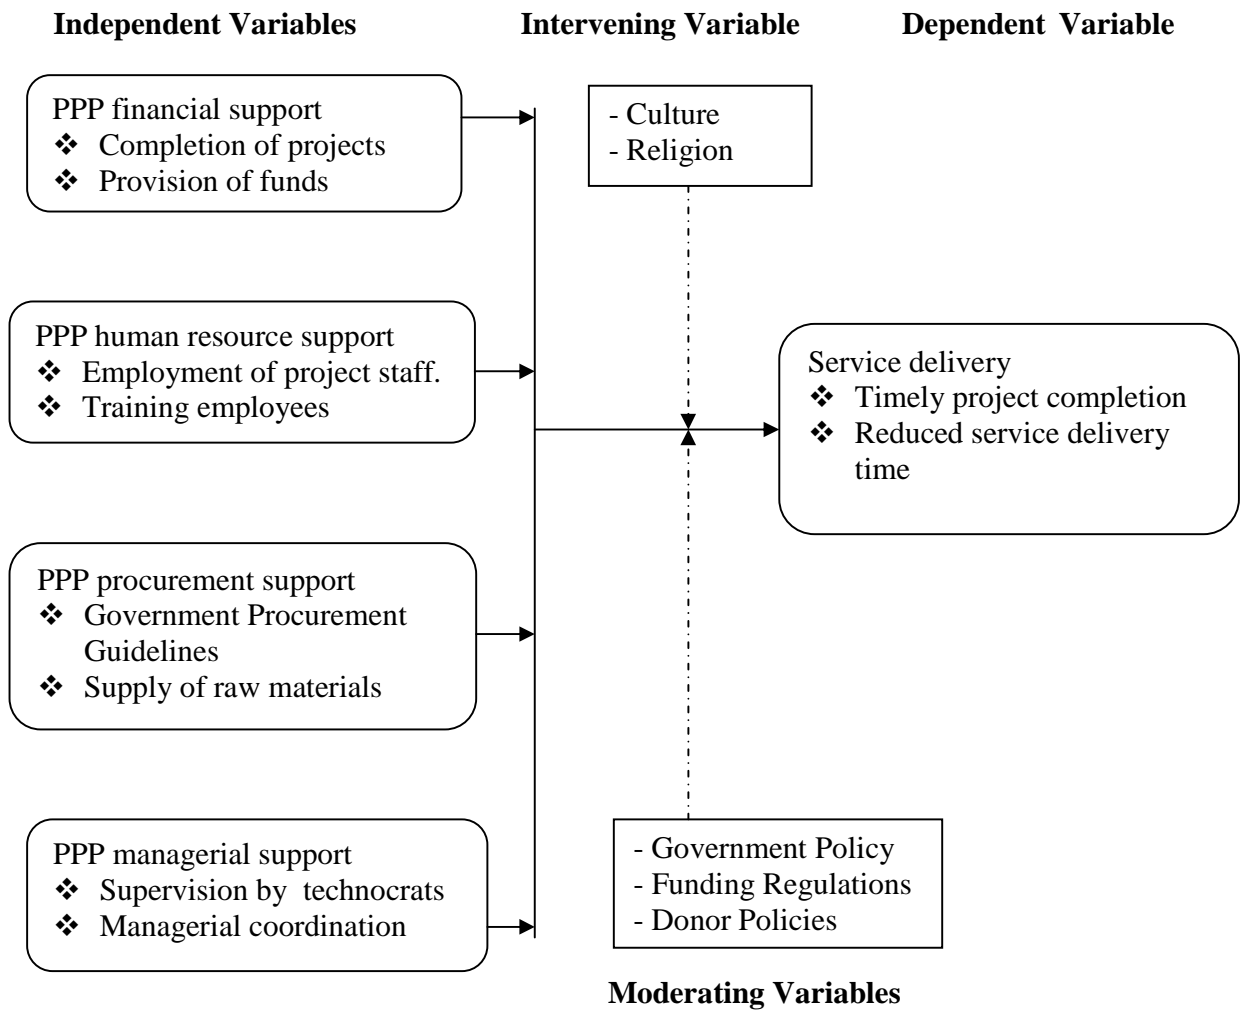 Independent Variables
Intervening Variable
Dependent Variable
PPP financial support
❖ Completion of projects
❖ Provision of funds
- Culture
- Religion
PPP human resource support
❖ Employment of project staff.
❖ Training employees
Service delivery
❖ Timely project completion
❖ Reduced service delivery
time
PPP procurement support
❖ Government Procurement
Guidelines
❖ Supply of raw materials
PPP managerial support
❖ Supervision by technocrats
❖ Managerial coordination
- Government Policy
- Funding Regulations
- Donor Policies
Moderating Variables